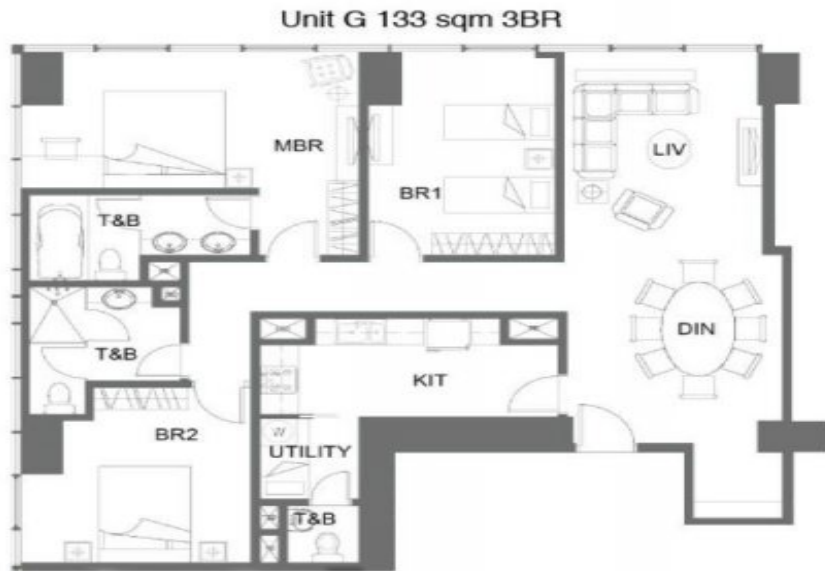 Unit G 133 sqm 3BR
MBR
LIV
BR1
T&B
DIN
T&B
KIT
BR2
W
UTILITY
T&B